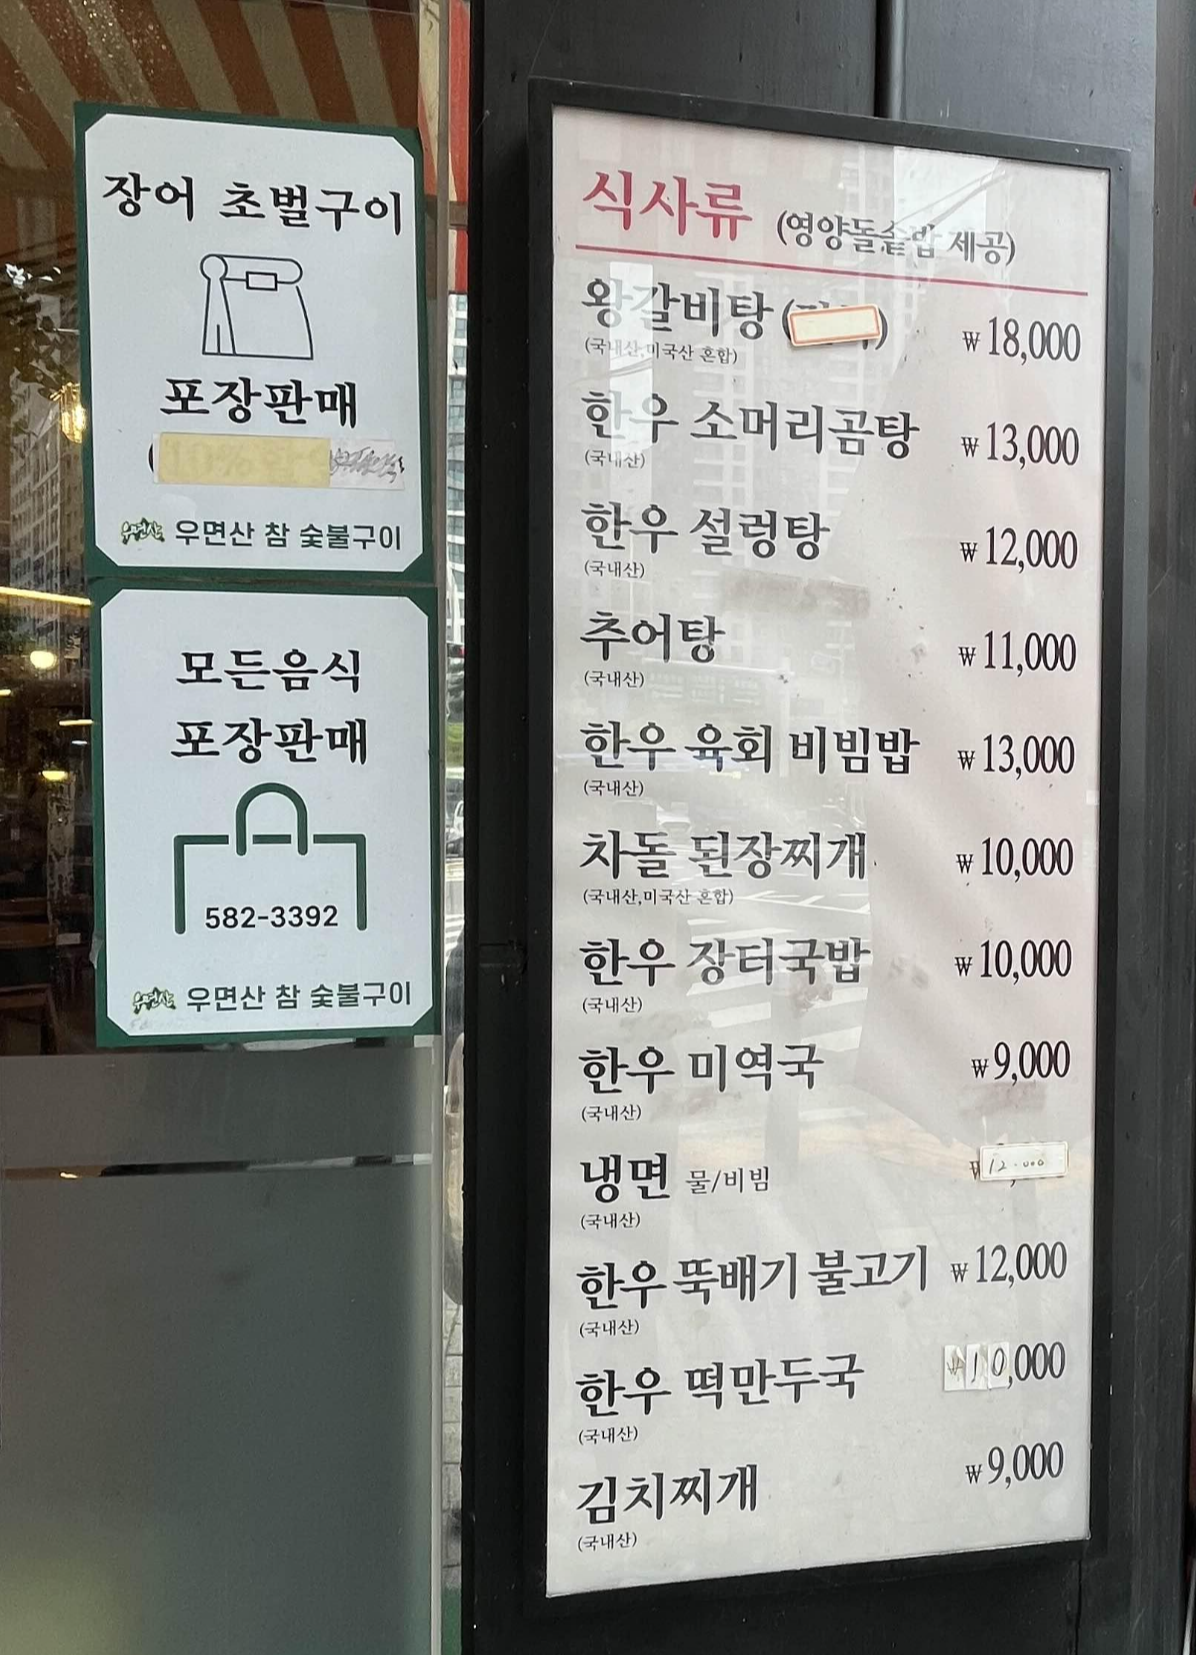 장어 초벌구이
포장판매
우면산 우면산 참 숯불구이
모든음식
포장판매
582-3392
우면산 우면산 참 숯불구이
식사류 (영양돌솥밥 제공)
왕갈비탕 ₩18,000
(국내산,미국산 혼합)
한우 소머리곰탕 ₩13,000
(국내산)
한우 설렁탕 ₩12,000
(국내산)
추어탕 ₩11,000
(국내산)
한우 육회 비빔밥 ₩13,000
(국내산)
차돌 된장찌개 ₩10,000
(국내산,미국산 혼합)
한우 장터국밥 ₩10,000
(국내산)
한우 미역국 ₩9,000
(국내산)
냉면 물/비빔 ₩12.000
(국내산)
한우 뚝배기 불고기 ₩12,000
(국내산)
한우 떡만두국 ₩10,000
(국내산)
김치찌개 ₩9,000
(국내산)